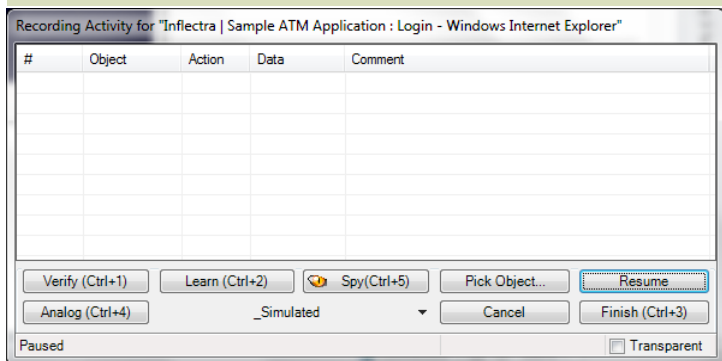 Recording Activity for "Inflectra | Sample ATM Application : Login - Windows Internet Explorer"
# Object Action Data Comment
Verify (Ctrl+1) Learn (Ctrl+2) Spy(Ctrl+5) Pick Object... Resume
Analog (Ctrl+4) _Simulated Cancel Finish (Ctrl+3)
Paused Transparent